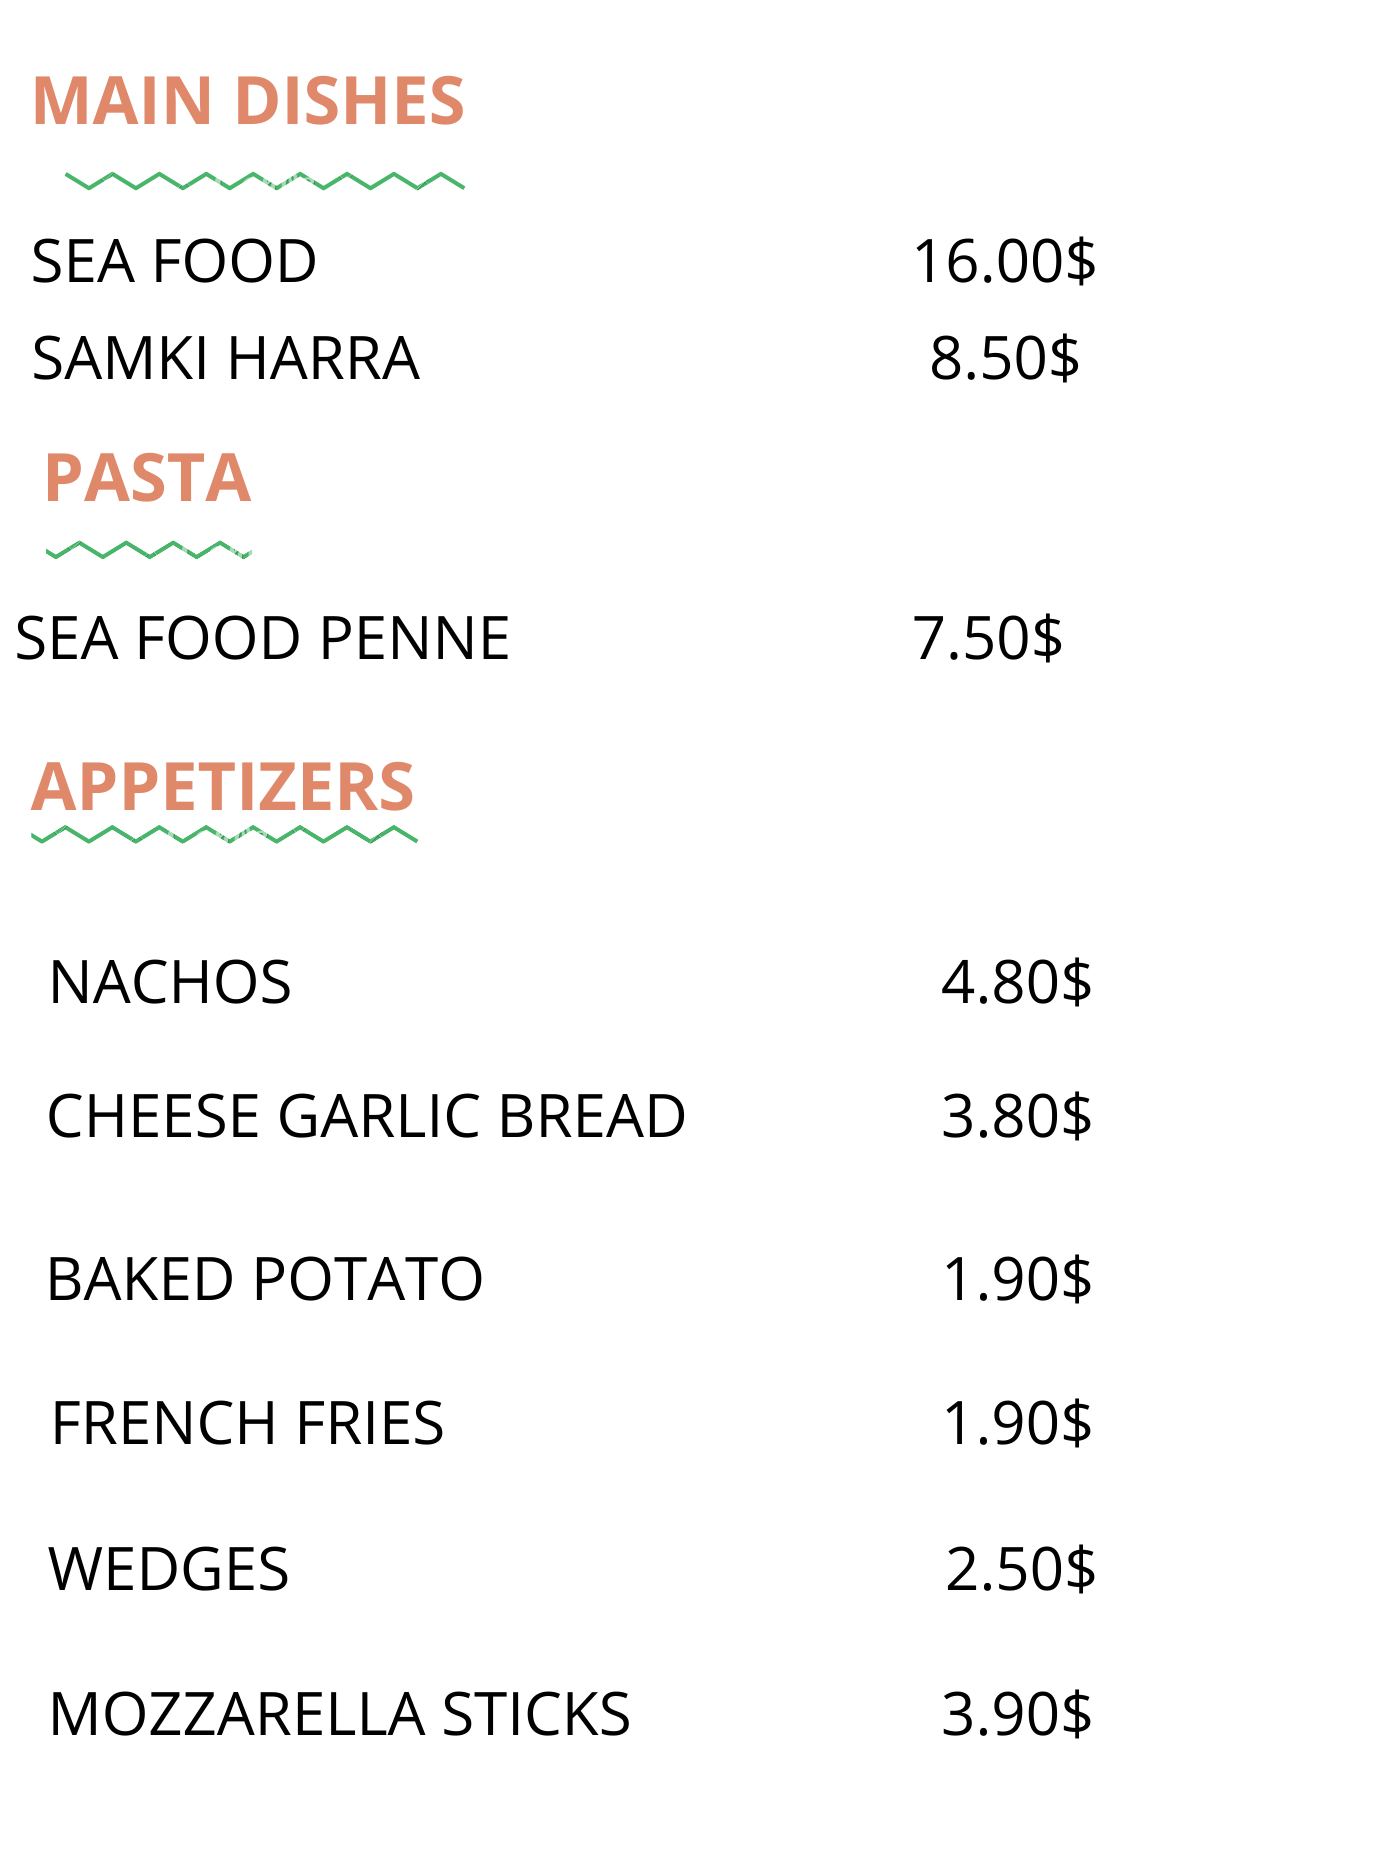 MAIN DISHES
SEA FOOD 16.00$
SAMKI HARRA 8.50$
PASTA
SEA FOOD PENNE 7.50$
APPETIZERS
NACHOS 4.80$
CHEESE GARLIC BREAD 3.80$
BAKED POTATO 1.90$
FRENCH FRIES 1.90$
WEDGES 2.50$
MOZZARELLA STICKS 3.90$